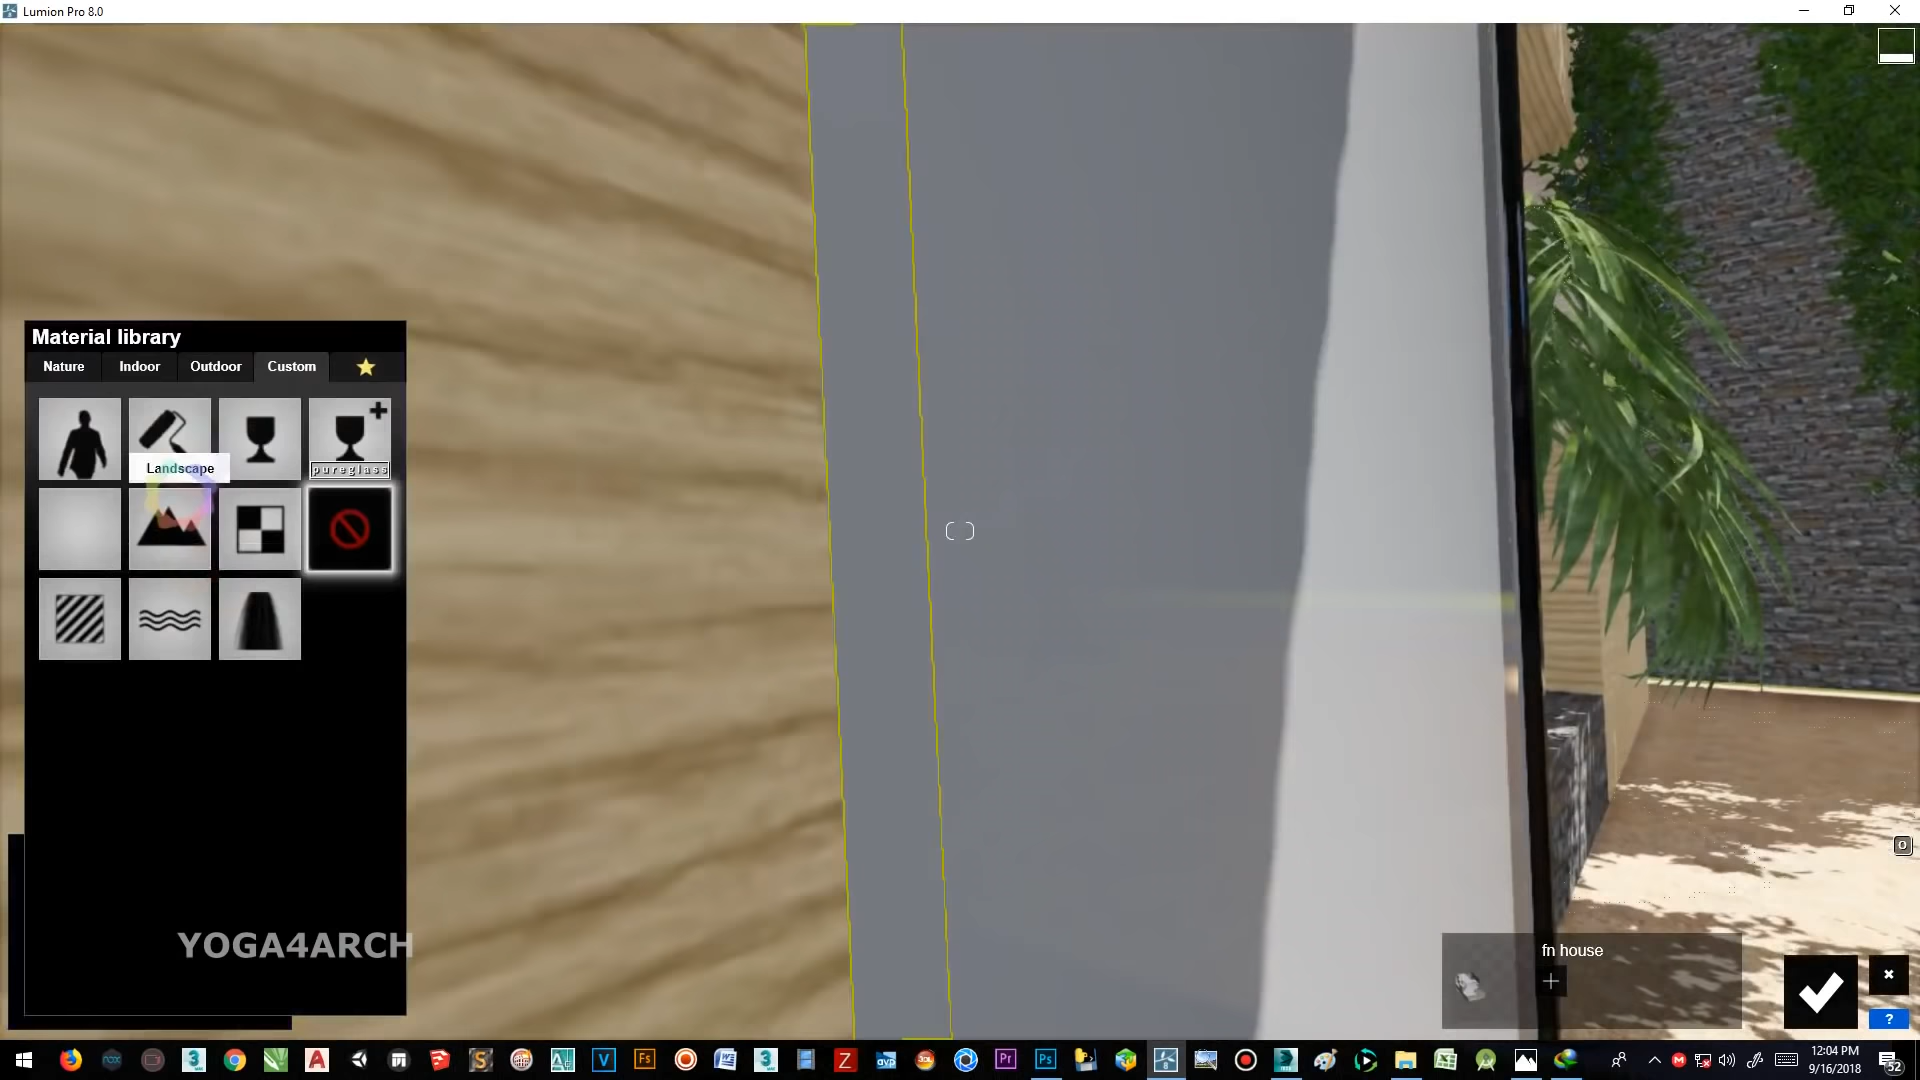 Lumion Pro 8.0
Material library
Nature Indoor Outdoor Custom
pureglass
Landscape
YOGA4ARCH
fn house
?
O
12:04 PM
9/16/2018
52